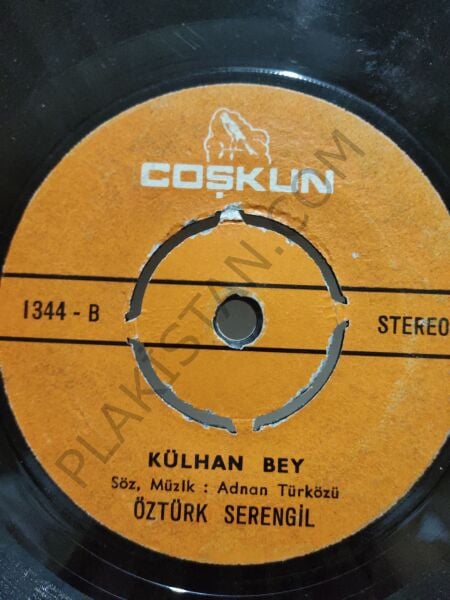 COŞKUN
1344 - B
STEREO
KÜLHAN BEY
Söz, Müzik : Adnan Türközü
ÖZTÜRK SERENGİL
PLAKISTAN.COM